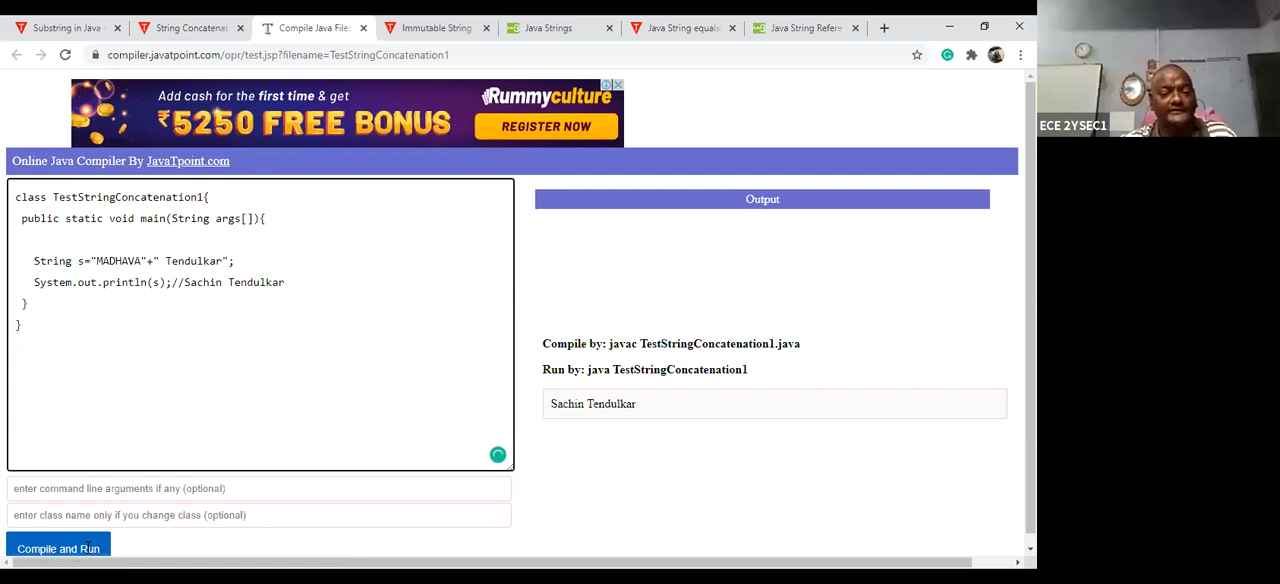 Substring in Java -
String Concatenat
Compile Java File:
Immutable String
Java Strings
Java String equals
Java String Refere
compiler.javatpoint.com/opr/test.jsp?filename=TestStringConcatenation1
Add cash for the first time & get
₹5250 FREE BONUS
Rummyculture
REGISTER NOW
Online Java Compiler By JavaTpoint.com
class TestStringConcatenation1{
public static void main(String args[]){
String s="MADHAVA"+" Tendulkar";
System.out.println(s);//Sachin Tendulkar
}
}
enter command line arguments if any (optional)
enter class name onliy if you change class (optional)
Compile and Run
Output
Compile by: javac TestStringConcatenation1.java
Run by: java TestStringConcatenation1
Sachin Tendulkar
ECE 2YSEC1